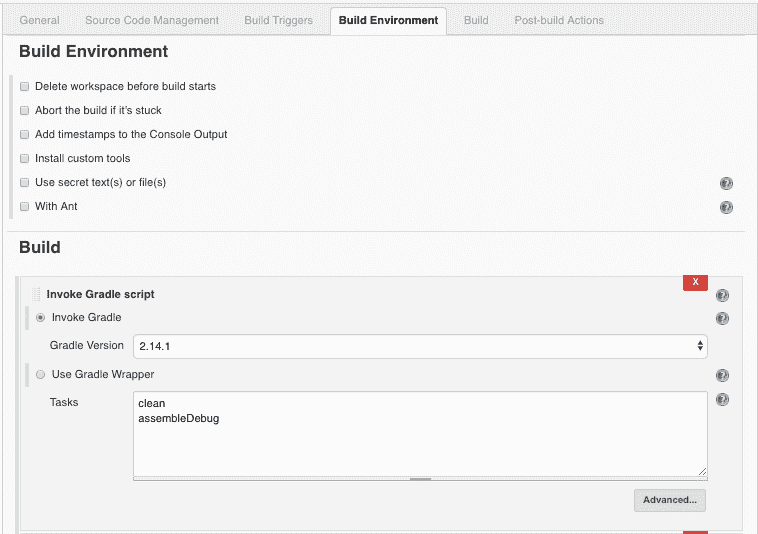 General Source Code Management Build Triggers Build Environment Build Post-build Actions
Build Environment
Delete workspace before build starts
Abort the build if it's stuck
Add timestamps to the Console Output
Install custom tools
Use secret text(s) or file(s)
?
With Ant
?
Build
X
Invoke Gradle script
?
Invoke Gradle
?
Gradle Version 2.14.1
Use Gradle Wrapper
?
Tasks clean
?
assembleDebug
Advanced...